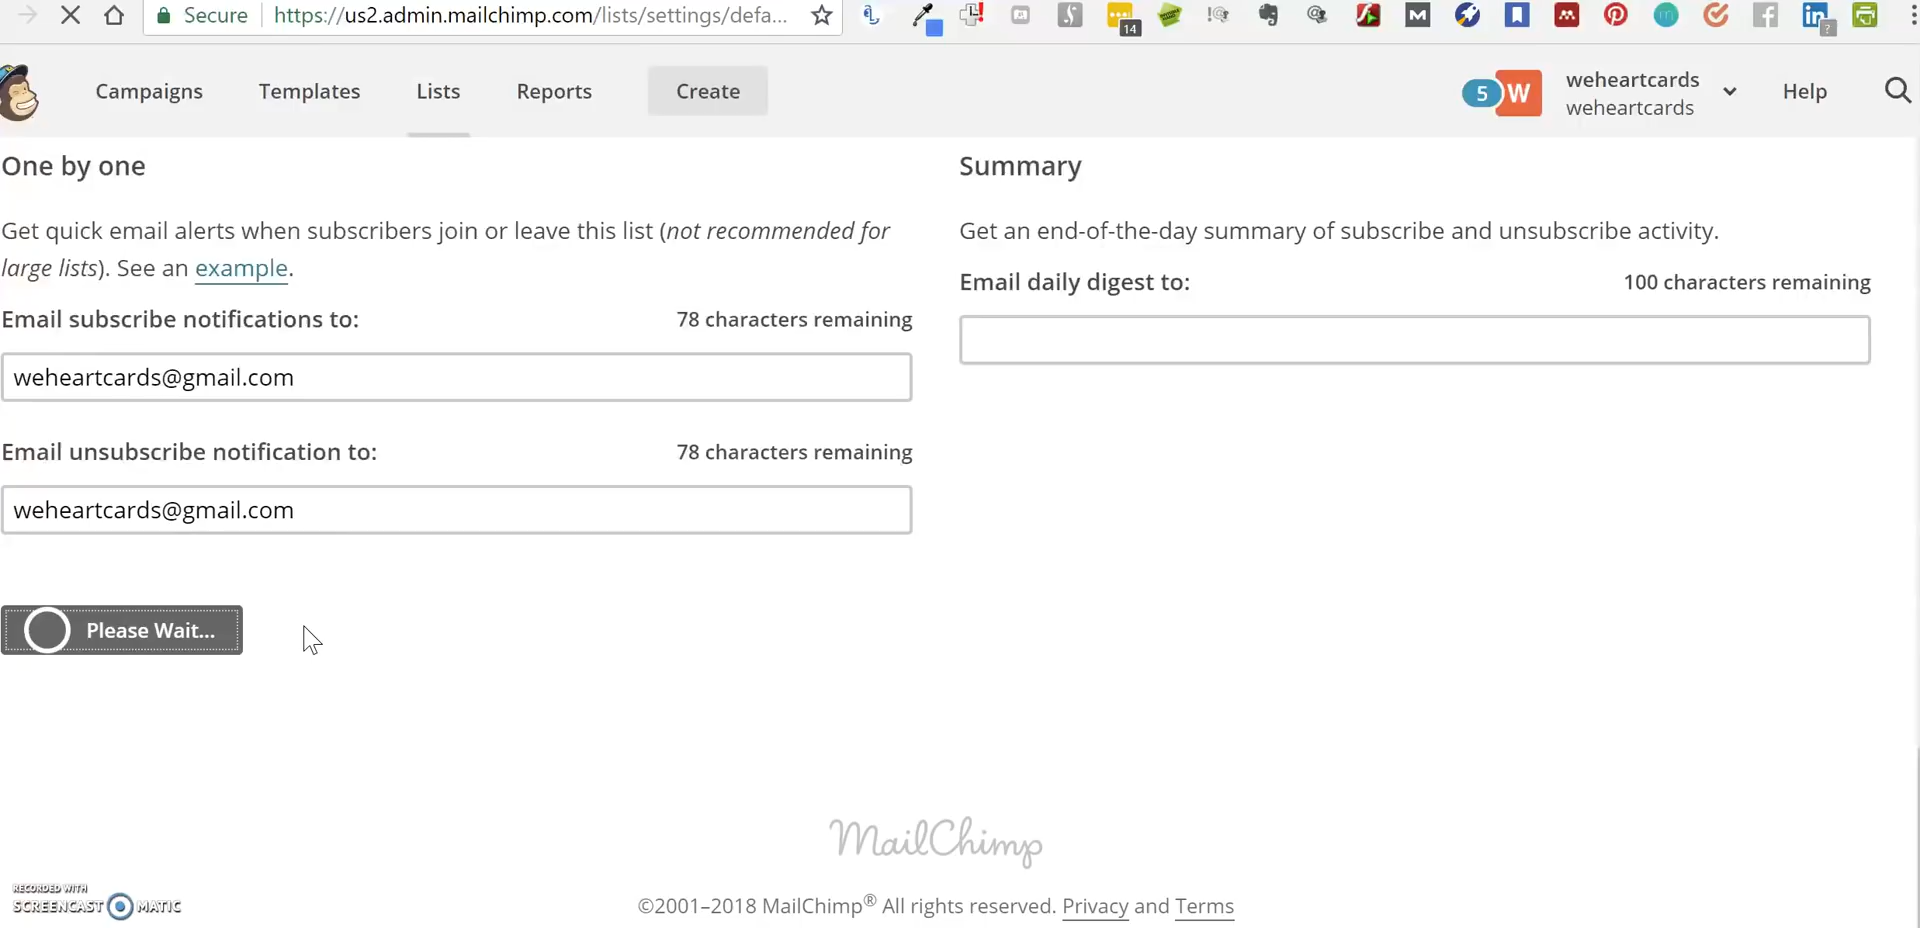 Secure https://us2.admin.mailchimp.com/lists/settings/defa...
14
?
Campaigns Templates Lists Reports Create
5 W weheartcards Help
weheartcards
One by one
Get quick email alerts when subscribers join or leave this list (not recommended for
large lists). See an example.
Email subscribe notifications to: 78 characters remaining
weheartcards@gmail.com
Email unsubscribe notification to: 78 characters remaining
weheartcards@gmail.com
Please Wait...
Summary
Get an end-of-the-day summary of subscribe and unsubscribe activity.
Email daily digest to: 100 characters remaining
MailChimp
©2001–2018 MailChimp® All rights reserved. Privacy and Terms
RECORDED WITH
SCREENCAST MATIC